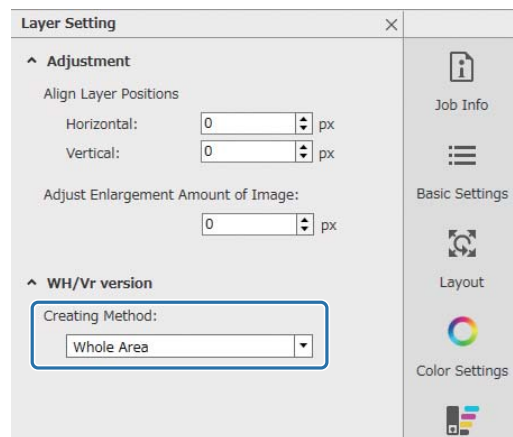 Layer Setting
Adjustment
Align Layer Positions
Horizontal: 0 px
Vertical: 0 px
Adjust Enlargement Amount of Image:
0 px
WH/Vr version
Creating Method:
Whole Area
Job Info
Basic Settings
Layout
Color Settings